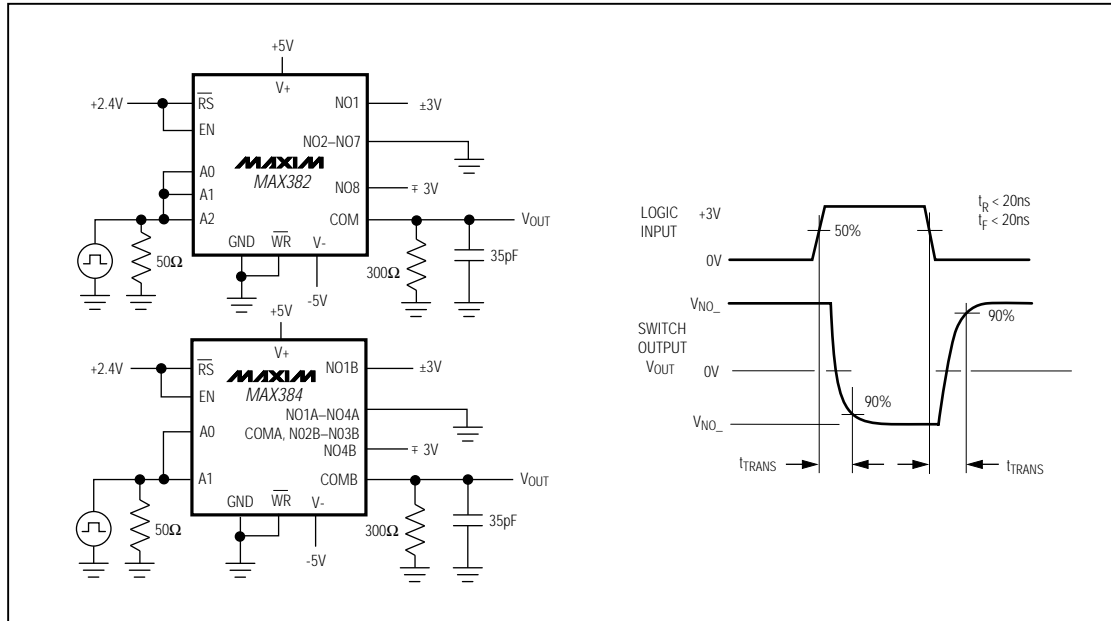 +5V
V+
+2.4V
RS
EN
A0
A1
A2
MAXIM
MAX382
NO1
±3V
NO2–NO7
NO8
∓ 3V
COM
VOUT
GND
WR
V-
50Ω
-5V
300Ω
35pF
+5V
V+
+2.4V
RS
EN
A0
A1
MAXIM
MAX384
NO1B
±3V
NO1A–NO4A
COMA, N02B–N03B
NO4B
∓ 3V
COMB
VOUT
GND
WR
V-
50Ω
-5V
300Ω
35pF
LOGIC
INPUT
+3V
0V
50%
tR < 20ns
tF < 20ns
VNO_
SWITCH
OUTPUT
VOUT
0V
90%
90%
VNO_
tTRANS
tTRANS